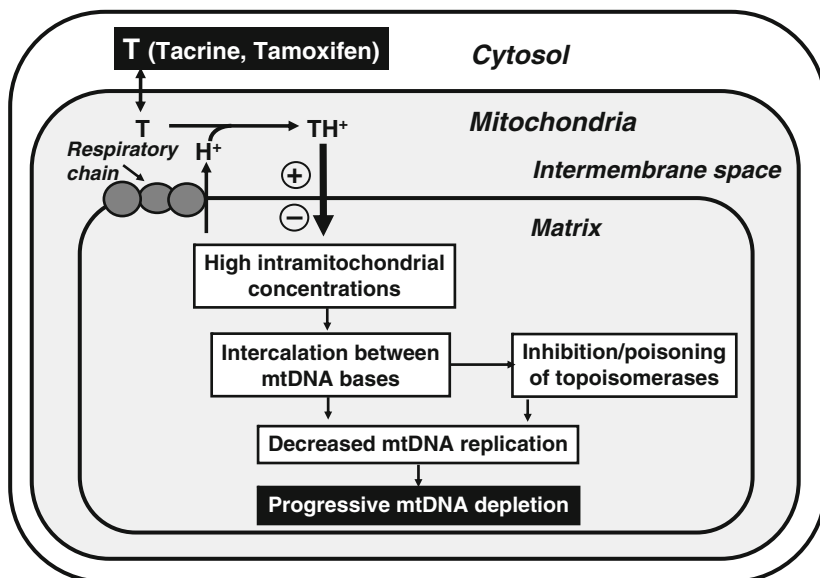 T (Tacrine, Tamoxifen)
Cytosol
Mitochondria
T
TH+
H+
Respiratory
chain
Intermembrane space
+
−
Matrix
High intramitochondrial
concentrations
Intercalation between
mtDNA bases
Inhibition/poisoning
of topoisomerases
Decreased mtDNA replication
Progressive mtDNA depletion